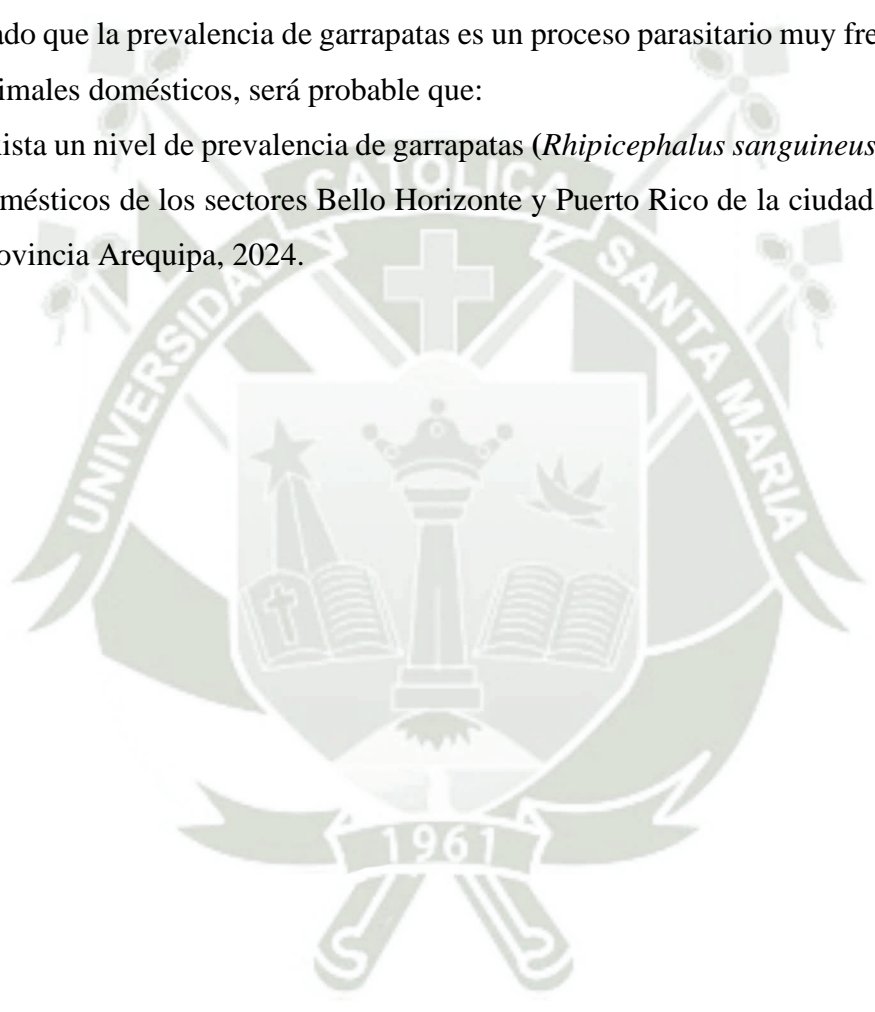 ado que la prevalencia de garrapatas es un proceso parasitario muy fre
imales domésticos, será probable que:
ista un nivel de prevalencia de garrapatas (Rhipicephalus sanguineus
mésticos de los sectores Bello Horizonte y Puerto Rico de la ciudad
ovincia Arequipa, 2024.
UNIVERSIDAD CATOLICA SANTA MARIA
1961